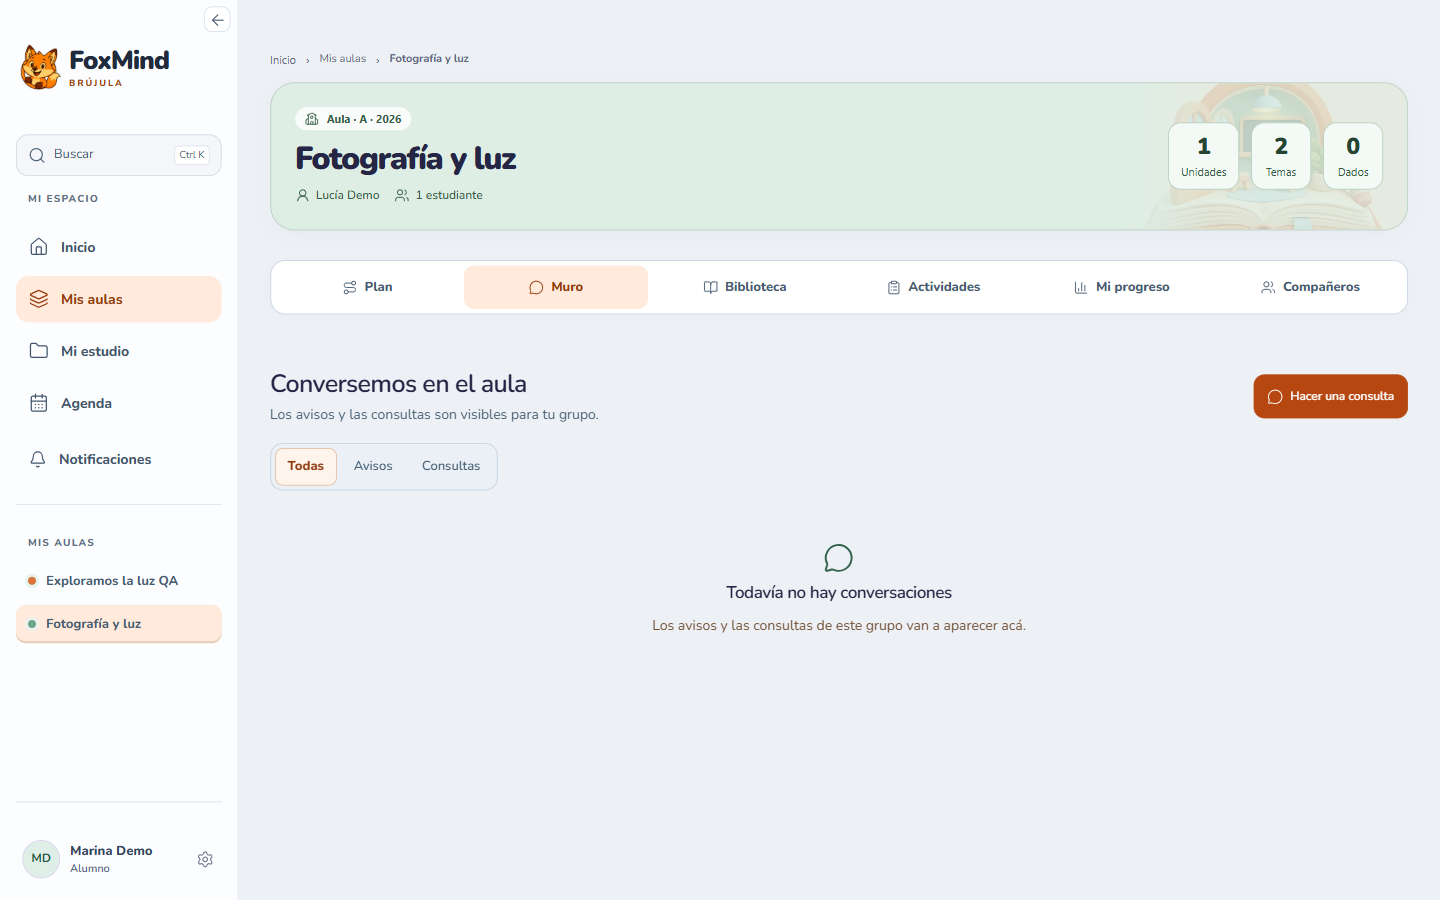 FoxMind
BRÚJULA
Buscar
Ctrl K
MI ESPACIO
Inicio
Mis aulas
Mi estudio
Agenda
Notificaciones
MIS AULAS
Exploramos la luz QA
Fotografía y luz
MD
Marina Demo
Alumno
Inicio › Mis aulas › Fotografía y luz
Aula · A · 2026
Fotografía y luz
Lucía Demo 1 estudiante
1 Unidades
2 Temas
0 Dados
Plan Muro Biblioteca Actividades Mi progreso Compañeros
Conversemos en el aula
Los avisos y las consultas son visibles para tu grupo.
Hacer una consulta
Todas Avisos Consultas
Todavía no hay conversaciones
Los avisos y las consultas de este grupo van a aparecer acá.